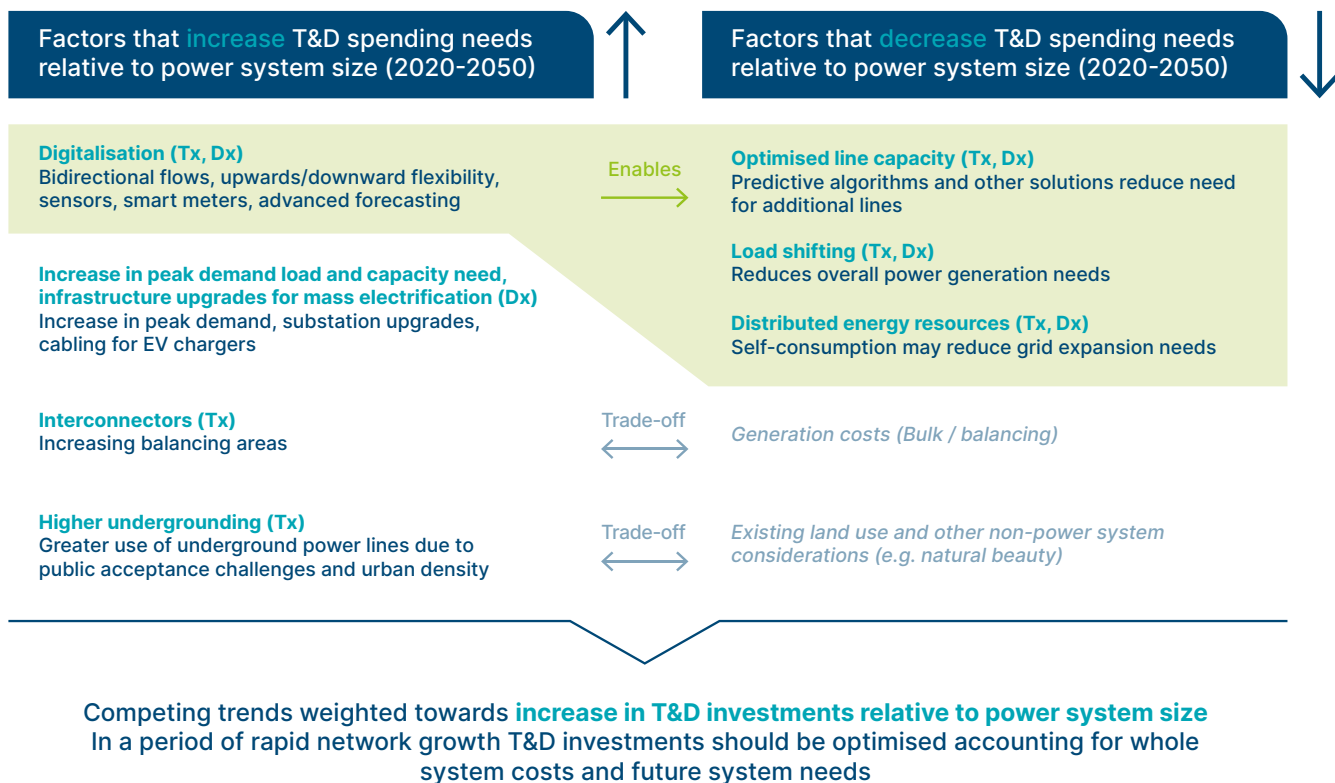 Factors that increase T&D spending needs
relative to power system size (2020-2050)
Factors that decrease T&D spending needs
relative to power system size (2020-2050)
Digitalisation (Tx, Dx)
Bidirectional flows, upwards/downward flexibility,
sensors, smart meters, advanced forecasting
Enables
Optimised line capacity (Tx, Dx)
Predictive algorithms and other solutions reduce need
for additional lines
Load shifting (Tx, Dx)
Reduces overall power generation needs
Distributed energy resources (Tx, Dx)
Self-consumption may reduce grid expansion needs
Increase in peak demand load and capacity need,
infrastructure upgrades for mass electrification (Dx)
Increase in peak demand, substation upgrades,
cabling for EV chargers
Interconnectors (Tx)
Increasing balancing areas
Trade-off
Generation costs (Bulk / balancing)
Higher undergrounding (Tx)
Greater use of underground power lines due to
public acceptance challenges and urban density
Trade-off
Existing land use and other non-power system
considerations (e.g. natural beauty)
Competing trends weighted towards increase in T&D investments relative to power system size
In a period of rapid network growth T&D investments should be optimised accounting for whole
system costs and future system needs